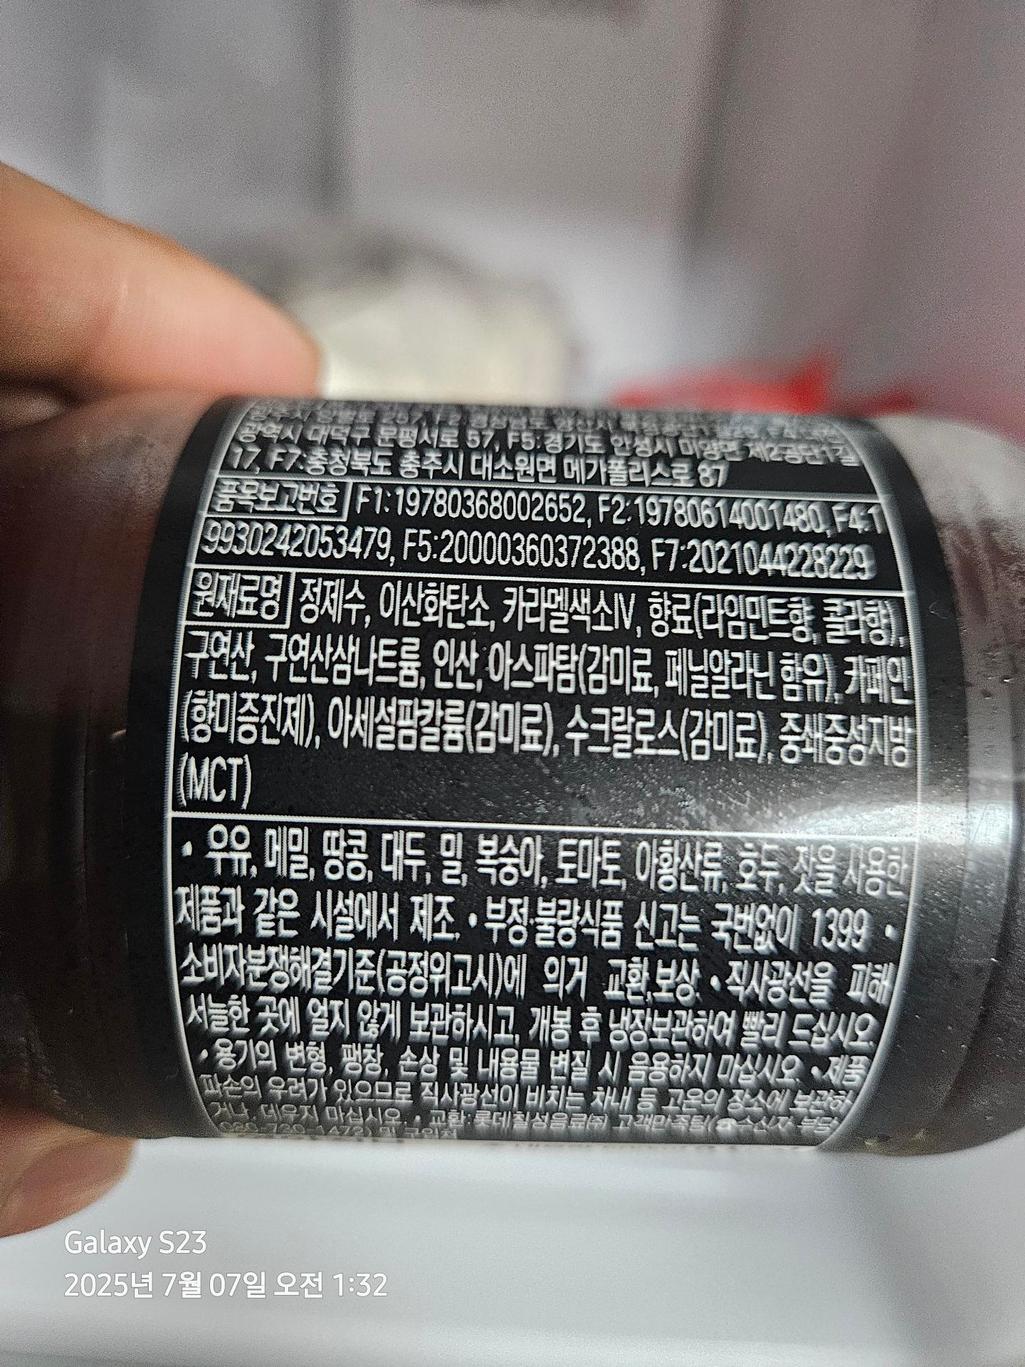 광역시 대덕구 문평서로 57, F5:경기도 안성시 미양면 제2공단1길
17, F7:충청북도 충주시 대소원면 메가폴리스로 87
품목보고번호 F1:19780368002652, F2:19780614001480, F4:1
9930242053479, F5:20000360372388, F7:2021044228229
원재료명 정제수, 이산화탄소, 카라멜색소IV, 향료(라임민트향, 콜라향),
구연산, 구연산삼나트륨, 인산, 아스파탐(감미료, 페닐알라닌 함유), 카페인
(향미증진제), 아세설팜칼륨(감미료), 수크랄로스(감미료), 중쇄중성지방
(MCT)
• 우유, 메밀, 땅콩, 대두, 밀, 복숭아, 토마토, 아황산류, 호두, 잣을 사용한
제품과 같은 시설에서 제조. • 부정·불량식품 신고는 국번없이 1399 •
소비자분쟁해결기준(공정위고시)에 의거 교환,보상 • 직사광선을 피해
서늘한 곳에 얼지 않게 보관하시고, 개봉 후 냉장보관하여 빨리 드십시오
• 용기의 변형, 팽창, 손상 및 내용물 변질 시 음용하지 마십시오 • 제품
파손의 우려가 있으므로 직사광선이 비치는 차내 등 고온의 장소에 보관하
거나, 데우지 마십시오 • 교환:롯데칠성음료㈜ 고객만족팀(☎수신자 부담
및 구입처
Galaxy S23
2025년 7월 07일 오전 1:32